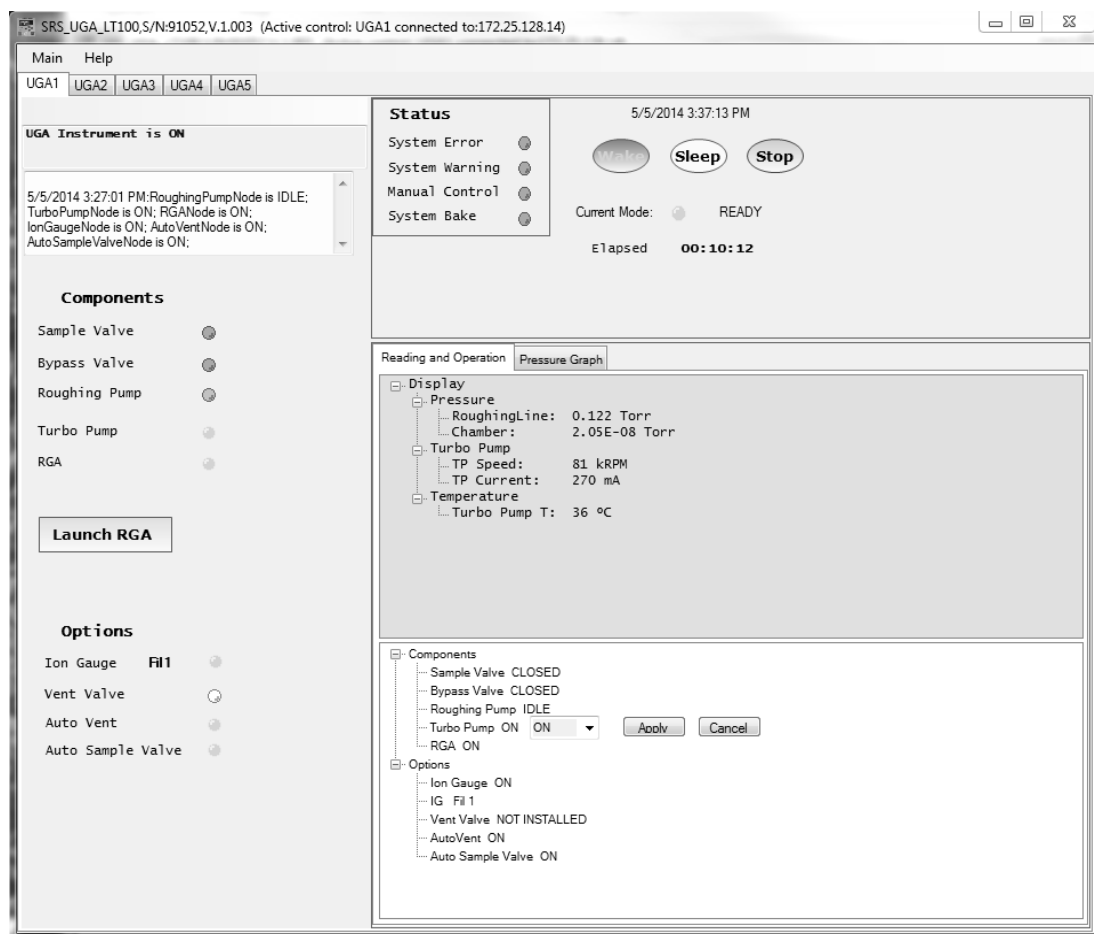 SRS_UGA_LT100,S/N:91052,V.1.003 (Active control: UGA1 connected to:172.25.128.14)
Main Help
UGA1 UGA2 UGA3 UGA4 UGA5
UGA Instrument is ON
5/5/2014 3:27:01 PM:RoughingPumpNode is IDLE;
TurboPumpNode is ON; RGANode is ON;
IonGaugeNode is ON; AutoVentNode is ON;
AutoSampleValveNode is ON;
Components
Sample Valve
Bypass Valve
Roughing Pump
Turbo Pump
RGA
Launch RGA
Options
Ion Gauge Fil1
Vent Valve
Auto Vent
Auto Sample Valve
Status
System Error
System Warning
Manual Control
System Bake
5/5/2014 3:37:13 PM
Wake Sleep Stop
Current Mode: READY
Elapsed 00:10:12
Reading and Operation Pressure Graph
Display
Pressure
RoughingLine: 0.122 Torr
Chamber: 2.05E-08 Torr
Turbo Pump
TP Speed: 81 kRPM
TP Current: 270 mA
Temperature
Turbo Pump T: 36 ºC
Components
Sample Valve CLOSED
Bypass Valve CLOSED
Roughing Pump IDLE
Turbo Pump ON ON Apply Cancel
RGA ON
Options
Ion Gauge ON
IG Fil 1
Vent Valve NOT INSTALLED
AutoVent ON
Auto Sample Valve ON